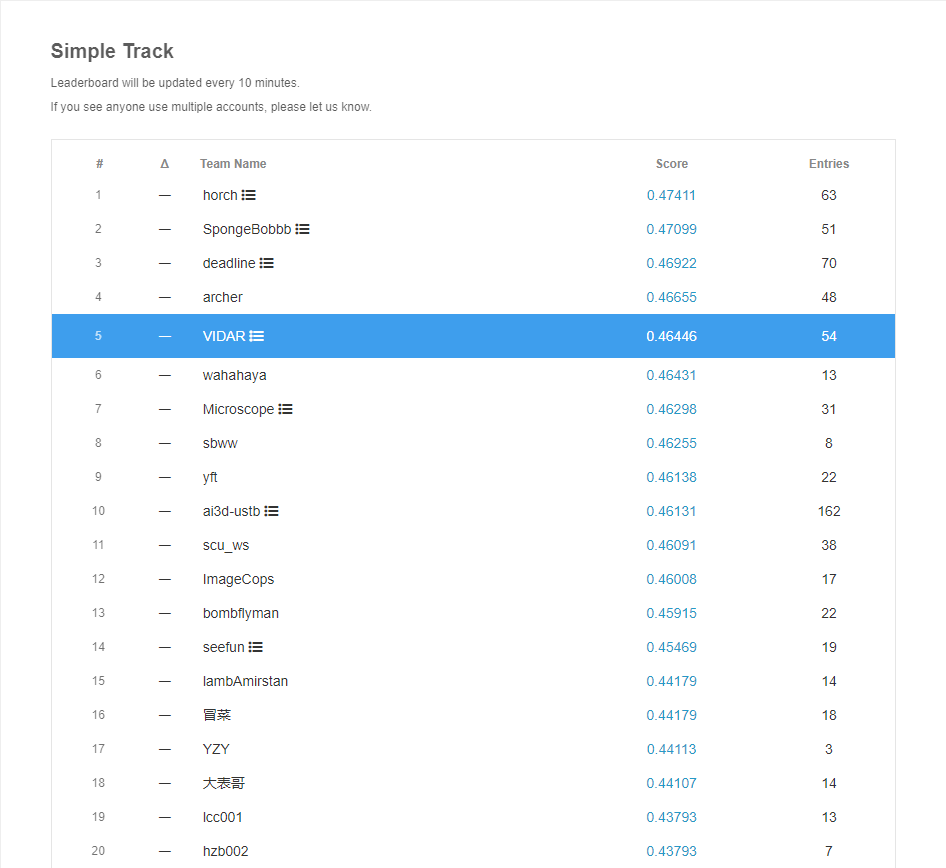 Simple Track
Leaderboard will be updated every 10 minutes.
If you see anyone use multiple accounts, please let us know.
# Δ Team Name Score Entries
1 — horch 0.47411 63
2 — SpongeBobbb 0.47099 51
3 — deadline 0.46922 70
4 — archer 0.46655 48
5 — VIDAR 0.46446 54
6 — wahahaya 0.46431 13
7 — Microscope 0.46298 31
8 — sbww 0.46255 8
9 — yft 0.46138 22
10 — ai3d-ustb 0.46131 162
11 — scu_ws 0.46091 38
12 — ImageCops 0.46008 17
13 — bombflyman 0.45915 22
14 — seefun 0.45469 19
15 — lambAmirstan 0.44179 14
16 — 冒菜 0.44179 18
17 — YZY 0.44113 3
18 — 大表哥 0.44107 14
19 — lcc001 0.43793 13
20 — hzb002 0.43793 7